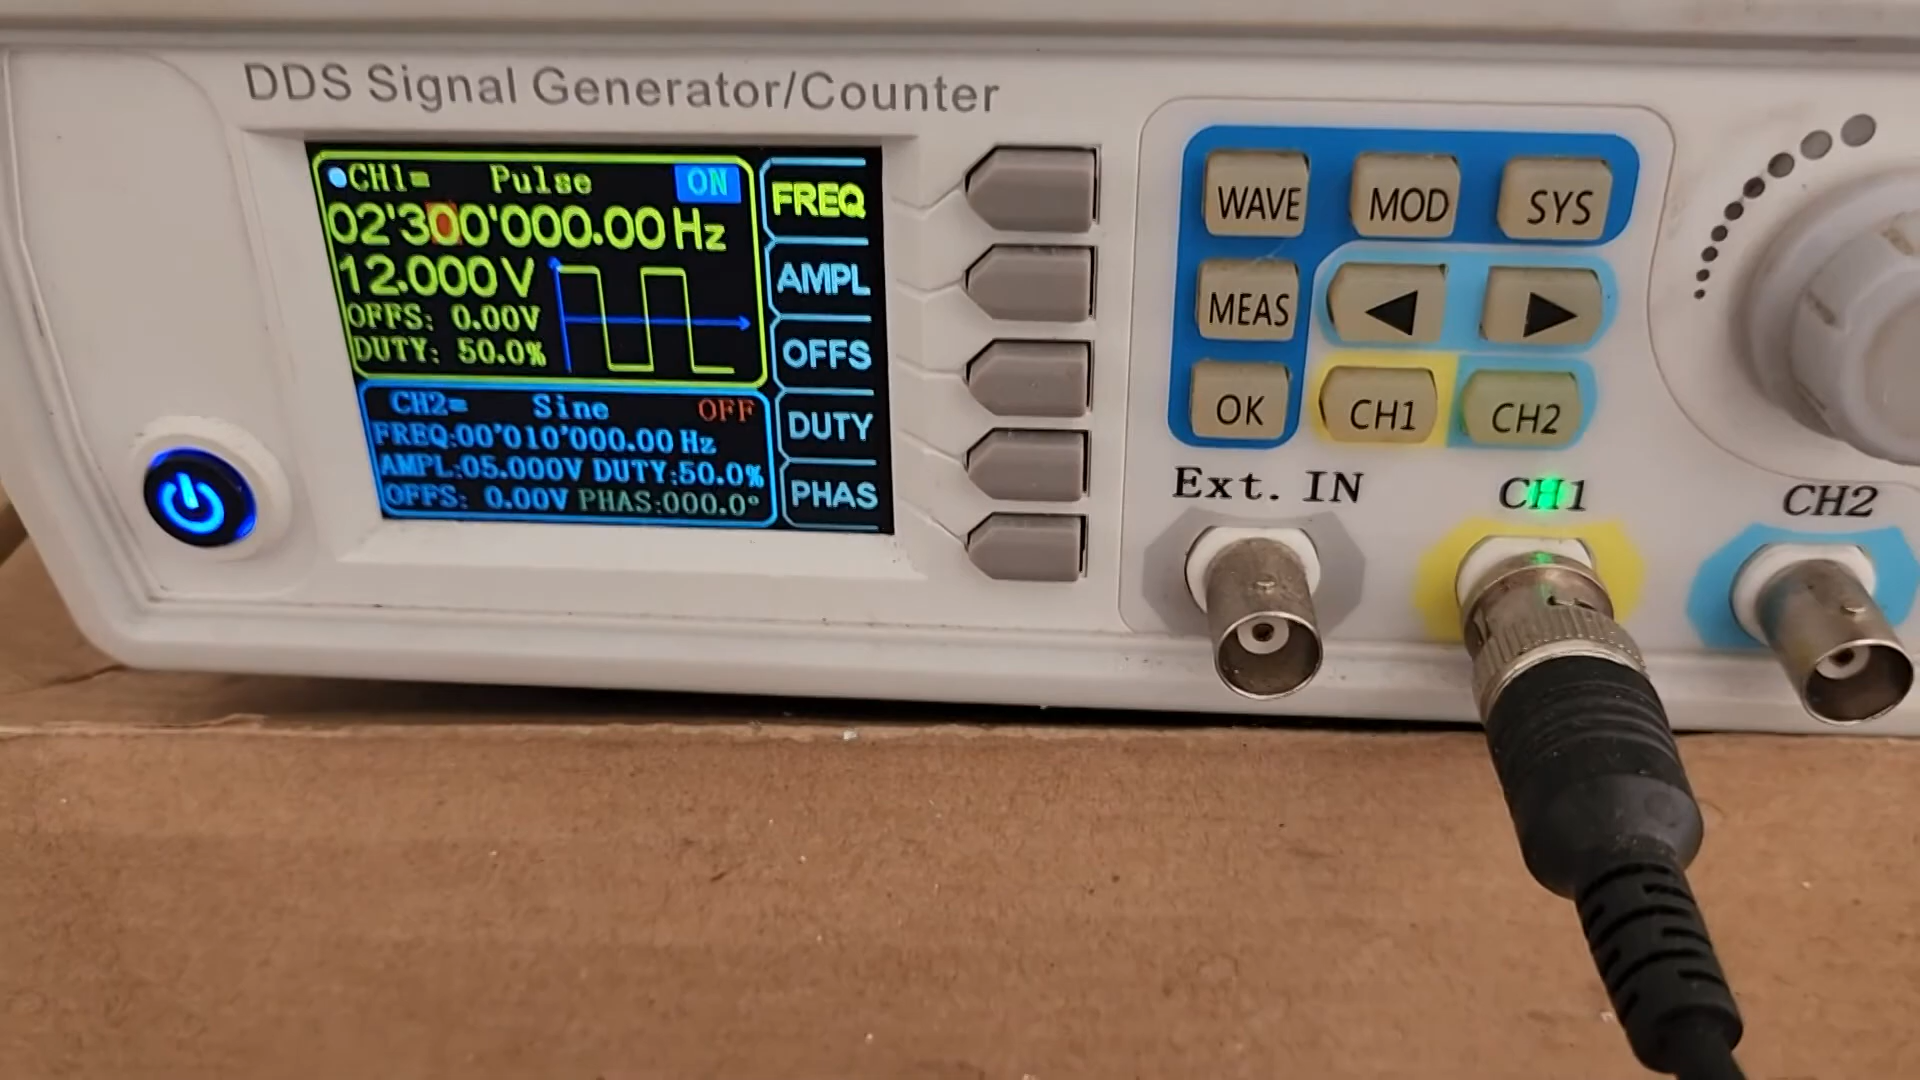 DDS Signal Generator/Counter
CH1= Pulse ON
02'300'000.00 Hz
12.000 V
OFFS: 0.00V
DUTY: 50.0%
CH2= Sine OFF
FREQ:00'010'000.00 Hz
AMPL:05.000V DUTY:50.0%
OFFS: 0.00V PHAS:000.0°
FREQ
AMPL
OFFS
DUTY
PHAS
WAVE MOD SYS
MEAS
OK CH1 CH2
Ext. IN CH1 CH2